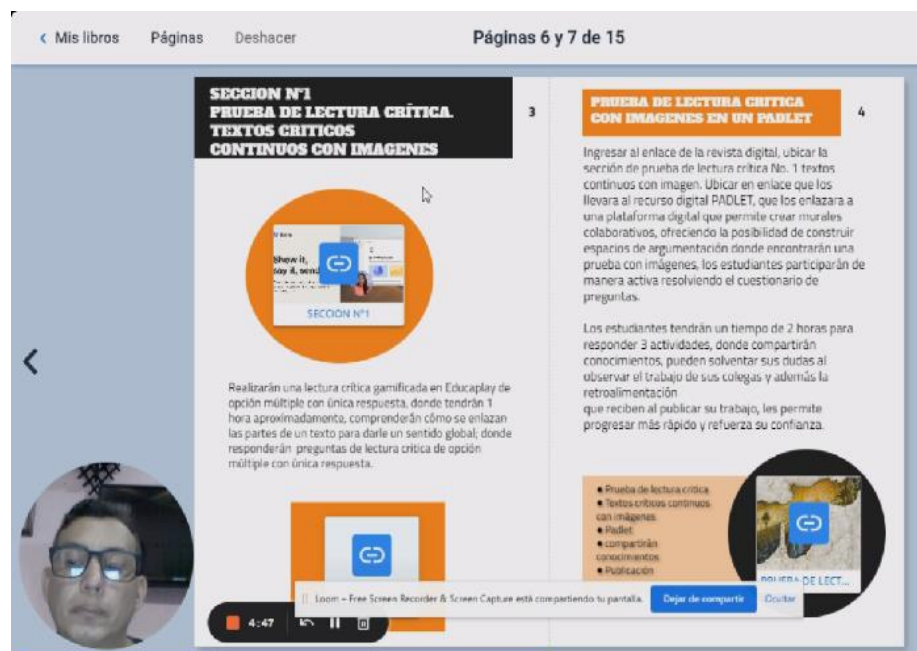 Mis libros
Páginas
Deshacer
Páginas 6 y 7 de 15
SECCION N°1
PRUEBA DE LECTURA CRÍTICA.
TEXTOS CRITICOS
CONTINUOS CON IMAGENES
3
Show it,
say it, send
SECCION N°1
Realizarán una lectura crítica gamificada en Educaplay de
opción múltiple con única respuesta, donde tendrán 1
hora aproximadamente, comprenderán cómo se enlazan
las partes de un texto para darle un sentido global; donde
responderán preguntas de lectura critica de opción
múltiple con única respuesta.
PRUEBA DE LECTURA CRITICA
CON IMAGENES EN UN PADLET
4
Ingresar al enlace de la revista digital, ubicar la
sección de prueba de lectura crítica No. 1 textos
continuos con imagen. Ubicar en enlace que los
llevara al recurso digital PADLET, que los enlazara a
una plataforma digital que permite crear murales
colaborativos, ofreciendo la posibilidad de construir
espacios de argumentación donde encontrarán una
prueba con imágenes, los estudiantes participarán de
manera activa resolviendo el cuestionario de
preguntas.
Los estudiantes tendrán un tiempo de 2 horas para
responder 3 actividades, donde compartirán
conocimientos, pueden solventar sus dudas al
observar el trabajo de sus colegas y además la
retroalimentación
que reciben al publicar su trabajo, les permite
progresar más rápido y refuerza su confianza.
• Prueba de lectura critica
• Textos criticos continuos
con imágenes
• Padlet
• compartirán
conocimientos
• Publicación
PRUEBA DE LECT...
Loom – Free Screen Recorder & Screen Capture está compartiendo tu pantalla.
Dejar de compartir
Ocultar
4:47